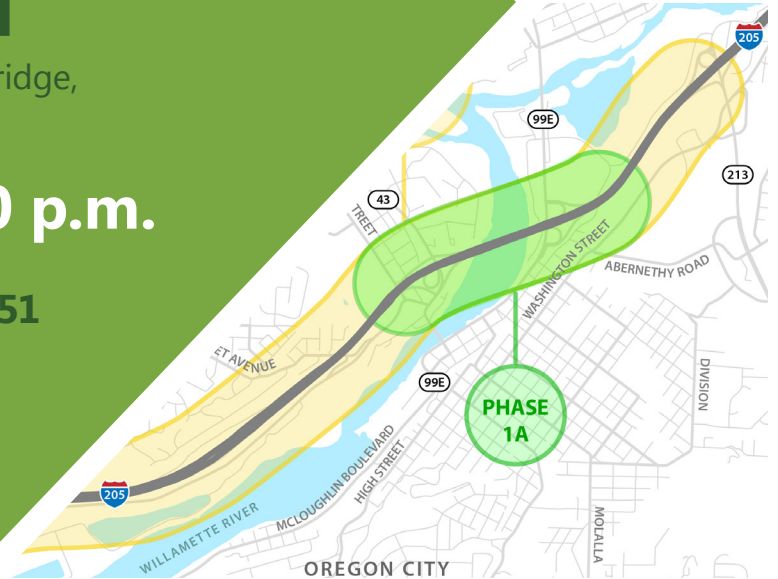 ridge,
0 p.m.
51
205
99E
213
43
TREET
WASHINGTON STREET
ABERNETHY ROAD
ET AVENUE
99E
DIVISION
PHASE
1A
205
MCLOUGHLIN BOULEVARD
HIGH STREET
WILLAMETTE RIVER
MOLALLA
OREGON CITY